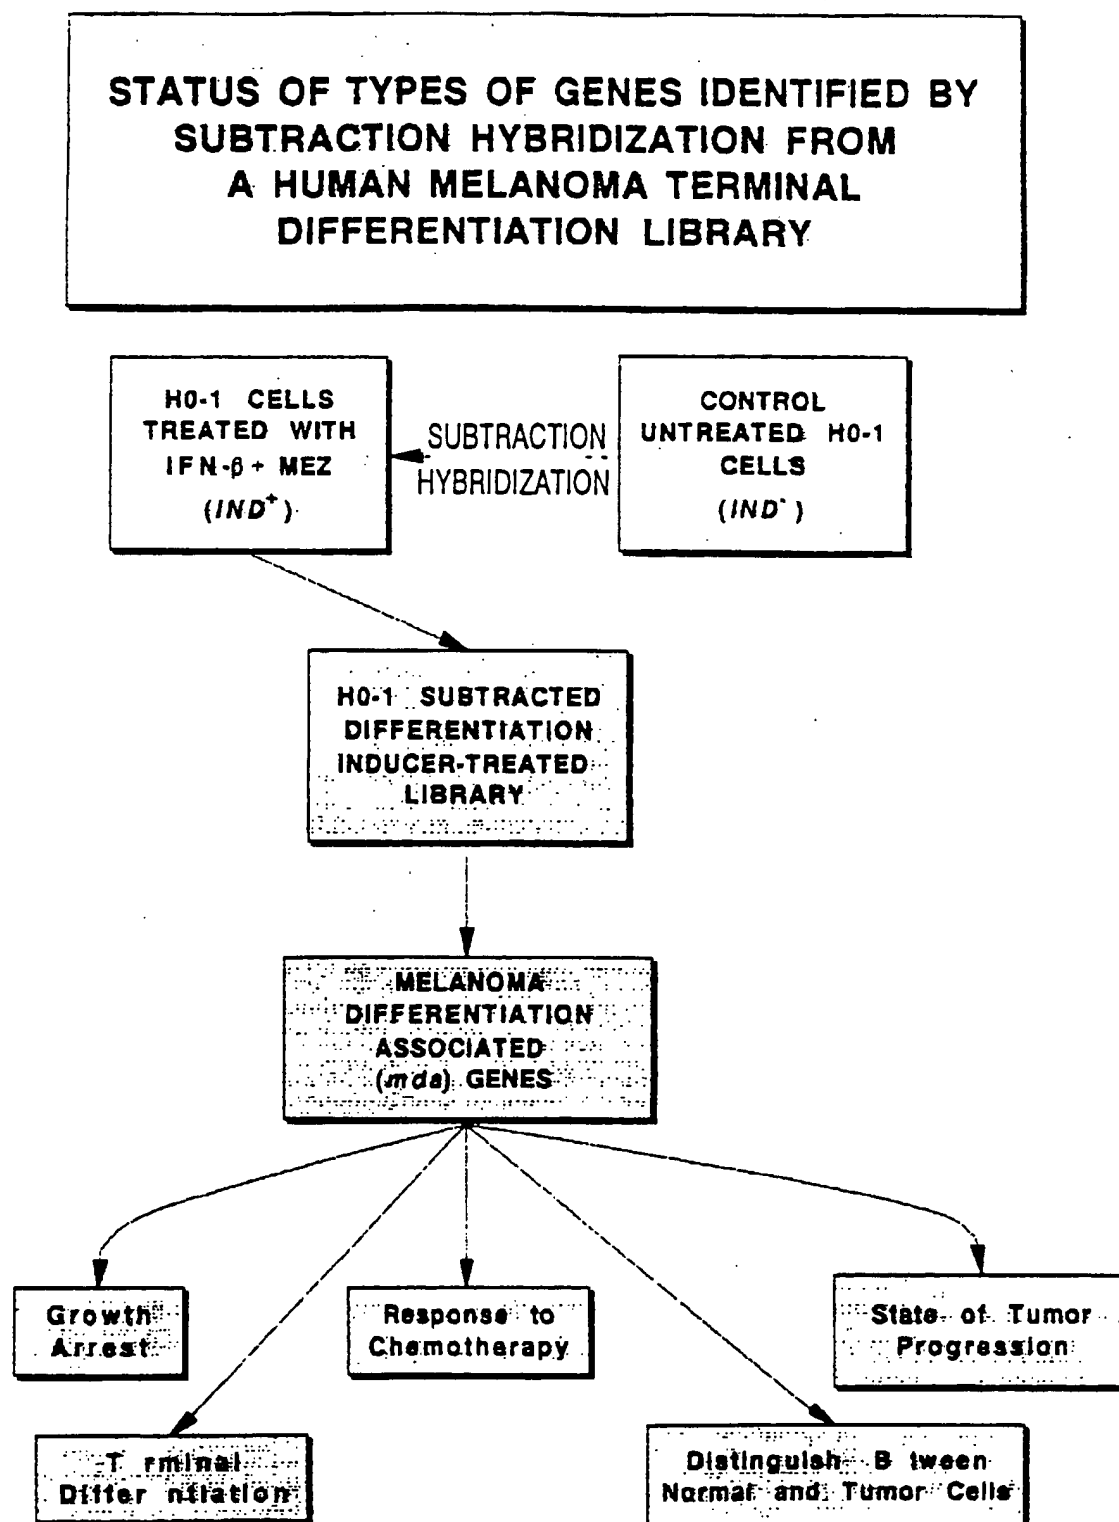 STATUS OF TYPES OF GENES IDENTIFIED BY
SUBTRACTION HYBRIDIZATION FROM
A HUMAN MELANOMA TERMINAL
DIFFERENTIATION LIBRARY
H0-1 CELLS
TREATED WITH
IFN-β + MEZ
(IND⁺)
SUBTRACTION
HYBRIDIZATION
CONTROL
UNTREATED H0-1
CELLS
(IND⁻)
H0-1 SUBTRACTED
DIFFERENTIATION
INDUCER-TREATED
LIBRARY
MELANOMA
DIFFERENTIATION
ASSOCIATED
(mda) GENES
Growth
Arrest
Response to
Chemotherapy
State of Tumor
Progression
T rminal
Differ ntiation
Distinguish B tween
Normal and Tumor Cells